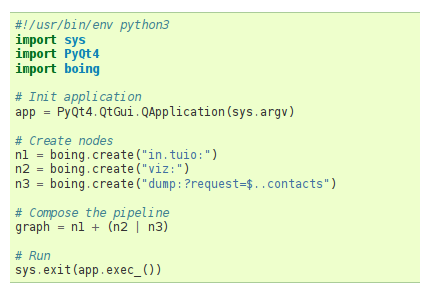 #!/usr/bin/env python3
import sys
import PyQt4
import boing

# Init application
app = PyQt4.QtGui.QApplication(sys.argv)

# Create nodes
n1 = boing.create("in.tuio:")
n2 = boing.create("viz:")
n3 = boing.create("dump:?request=$..contacts")

# Compose the pipeline
graph = n1 + (n2 | n3)

# Run
sys.exit(app.exec_())